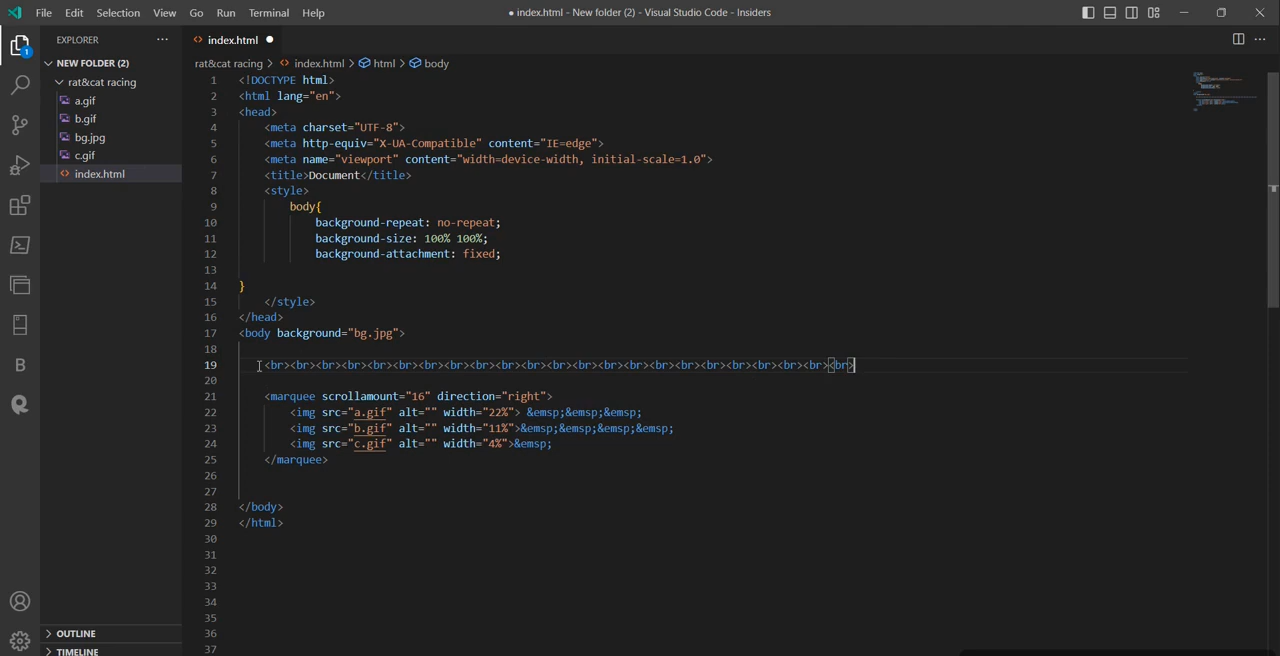 File Edit Selection View Go Run Terminal Help
● index.html - New folder (2) - Visual Studio Code - Insiders
EXPLORER
1
NEW FOLDER (2)
rat&cat racing
a.gif
b.gif
bg.jpg
c.gif
index.html
OUTLINE
TIMELINE
index.html
rat&cat racing > index.html > html > body
1 <!DOCTYPE html>
2 <html lang="en">
3 <head>
4 <meta charset="UTF-8">
5 <meta http-equiv="X-UA-Compatible" content="IE=edge">
6 <meta name="viewport" content="width=device-width, initial-scale=1.0">
7 <title>Document</title>
8 <style>
9 body{
10 background-repeat: no-repeat;
11 background-size: 100% 100%;
12 background-attachment: fixed;
13
14 }
15 </style>
16 </head>
17 <body background="bg.jpg">
18
19 <br><br><br><br><br><br><br><br><br><br><br><br><br><br><br><br><br><br><br><br><br><br><br>
20
21 <marquee scrollamount="16" direction="right">
22 <img src="a.gif" alt="" width="22%"> &emsp;&emsp;&emsp;
23 <img src="b.gif" alt="" width="11%">&emsp;&emsp;&emsp;&emsp;
24 <img src="c.gif" alt="" width="4%">&emsp;
25 </marquee>
26
27
28 </body>
29 </html>
30
31
32
33
34
35
36
37